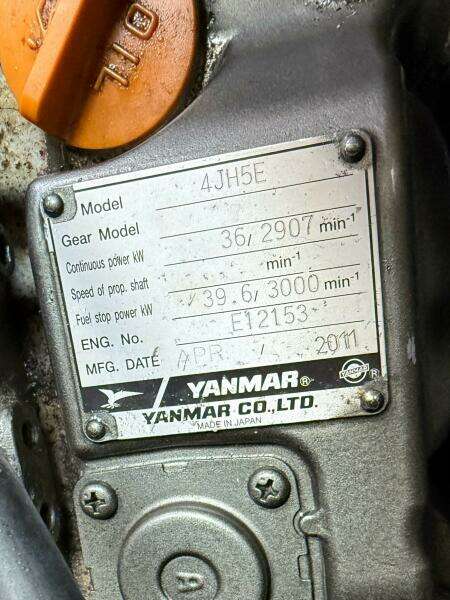 OIL
Model 4JH5E
Gear Model
Continuous power kW 36/2907 min⁻¹
Speed of prop. shaft min⁻¹
Fuel stop power kW 39.6/3000 min⁻¹
ENG. No. E12153
MFG. DATE APR / 2011
YANMAR® YANMAR ®
YANMAR CO.,LTD.
MADE IN JAPAN
A